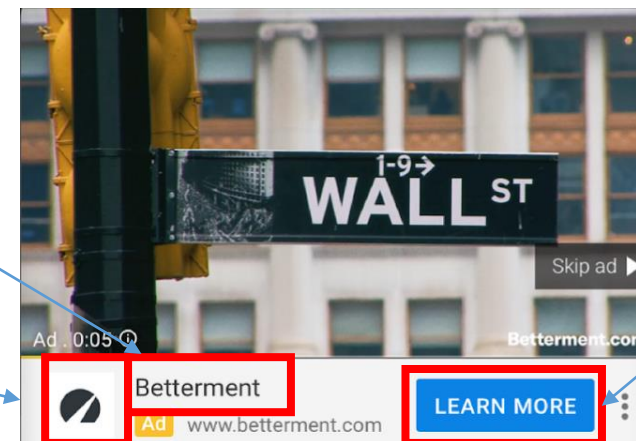 1-9→
WALL ST
Skip ad
Ad . 0:05
Betterment.com
Betterment
Ad www.betterment.com
LEARN MORE